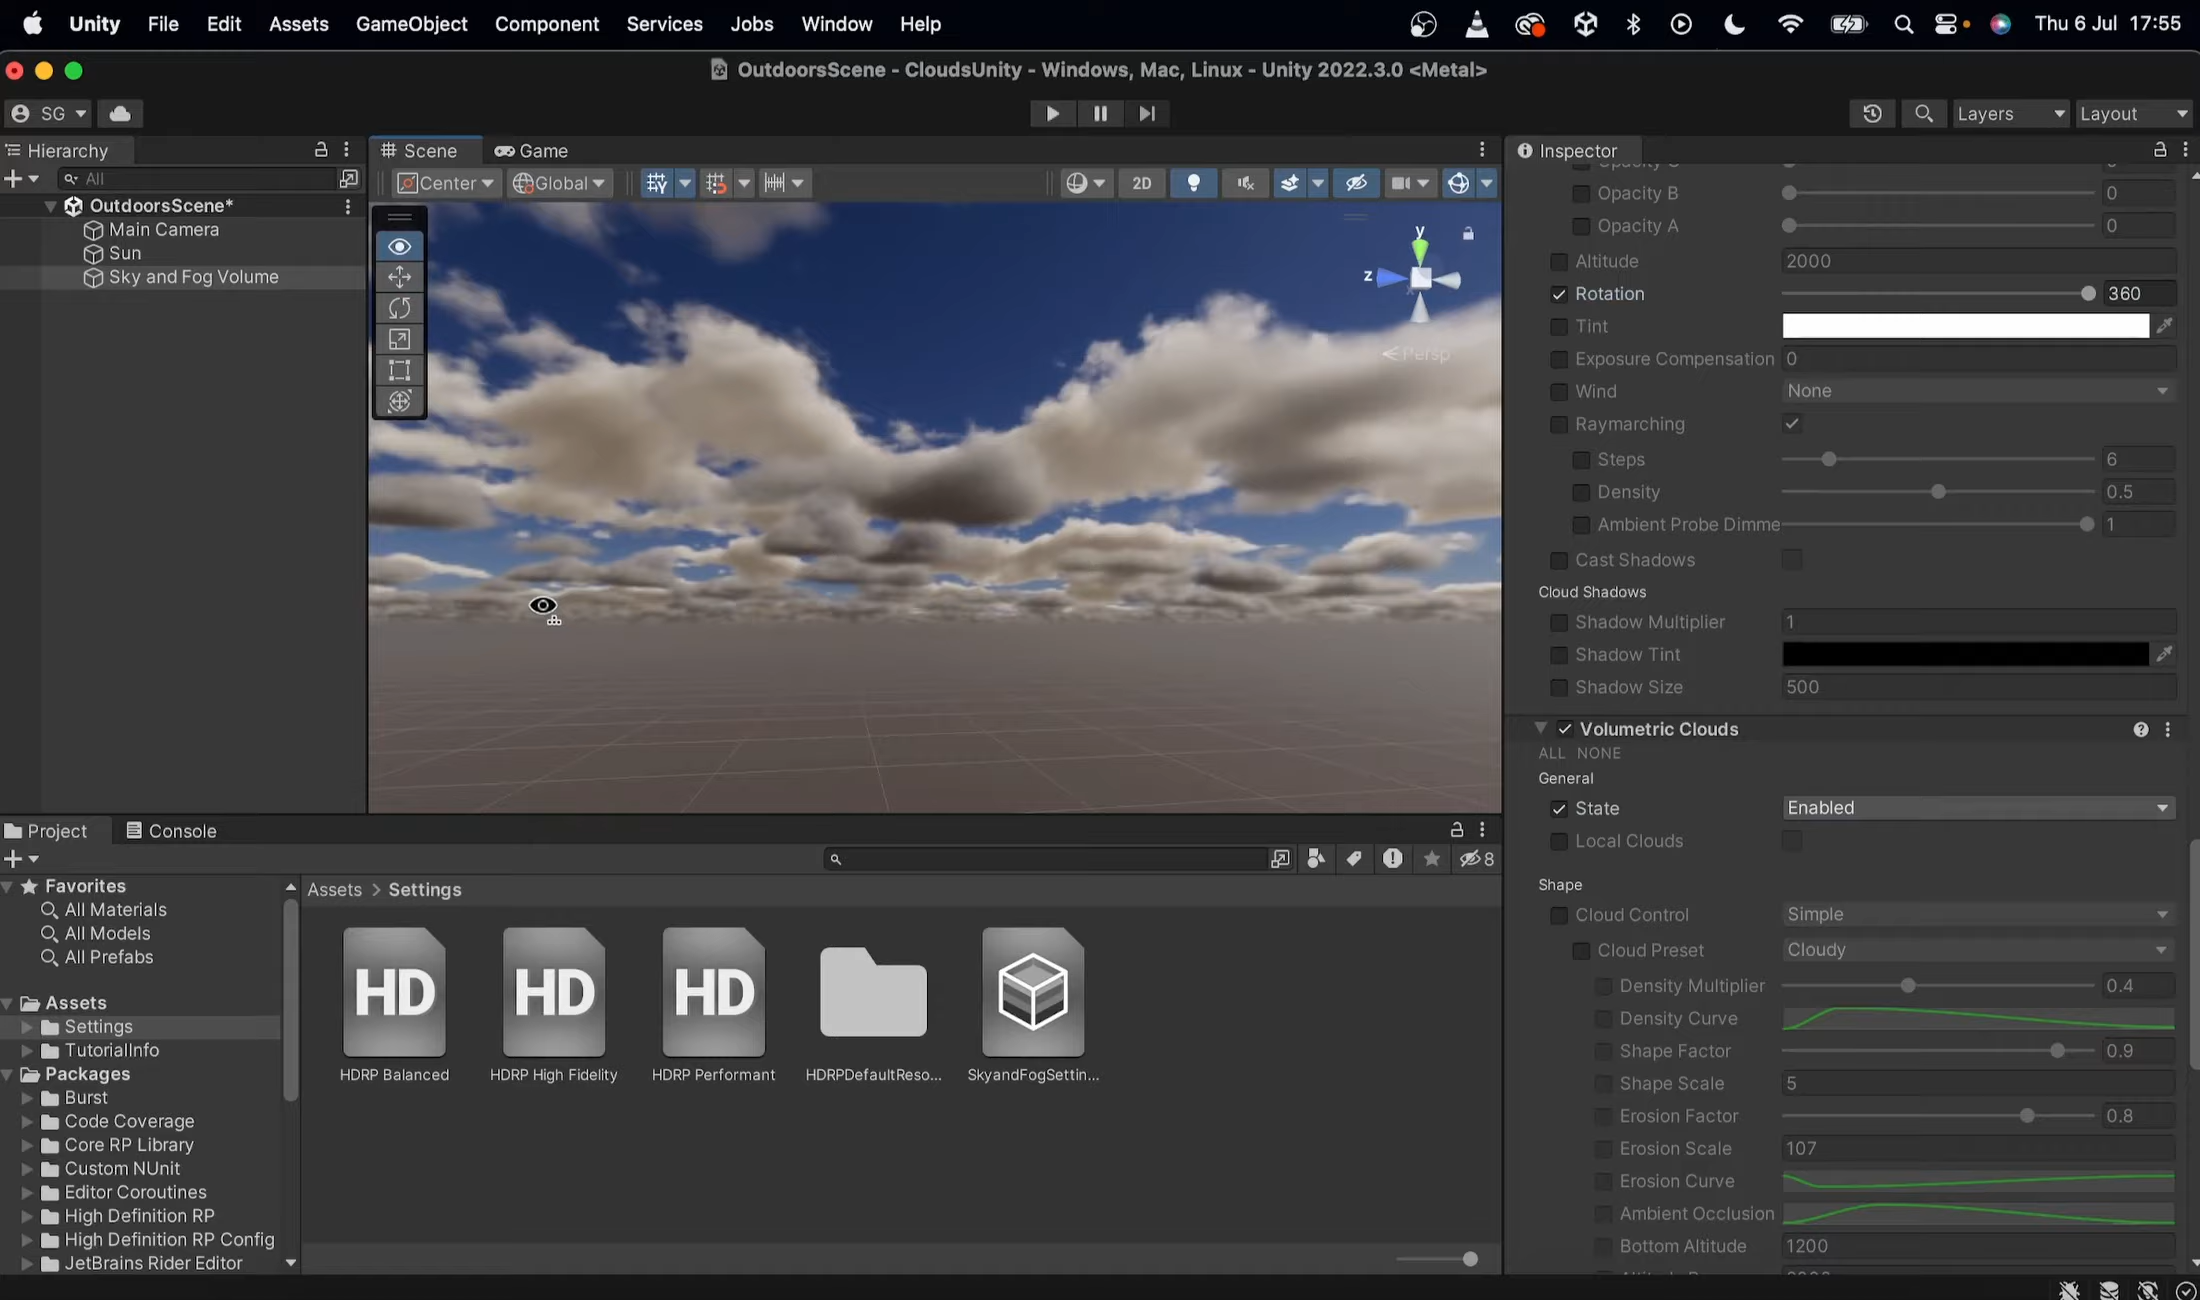 Unity File Edit Assets GameObject Component Services Jobs Window Help Thu 6 Jul 17:55
OutdoorsScene - CloudsUnity - Windows, Mac, Linux - Unity 2022.3.0 <Metal>
SG Layers Layout
Hierarchy
All
OutdoorsScene*
Main Camera
Sun
Sky and Fog Volume
Scene Game
Center Global 2D
y
z
Persp
Inspector
Opacity B 0
Opacity A 0
Altitude 2000
Rotation 360
Tint
Exposure Compensation 0
Wind None
Raymarching
Steps 6
Density 0.5
Ambient Probe Dimme 1
Cast Shadows
Cloud Shadows
Shadow Multiplier 1
Shadow Tint
Shadow Size 500
Volumetric Clouds
ALL NONE
General
State Enabled
Local Clouds
Shape
Cloud Control Simple
Cloud Preset Cloudy
Density Multiplier 0.4
Density Curve
Shape Factor 0.9
Shape Scale 5
Erosion Factor 0.8
Erosion Scale 107
Erosion Curve
Ambient Occlusion
Bottom Altitude 1200
Project Console
8
Favorites
All Materials
All Models
All Prefabs
Assets
Settings
TutorialInfo
Packages
Burst
Code Coverage
Core RP Library
Custom NUnit
Editor Coroutines
High Definition RP
High Definition RP Config
JetBrains Rider Editor
Assets > Settings
HD HD HD
HDRP Balanced HDRP High Fidelity HDRP Performant HDRPDefaultReso... SkyandFogSettin...